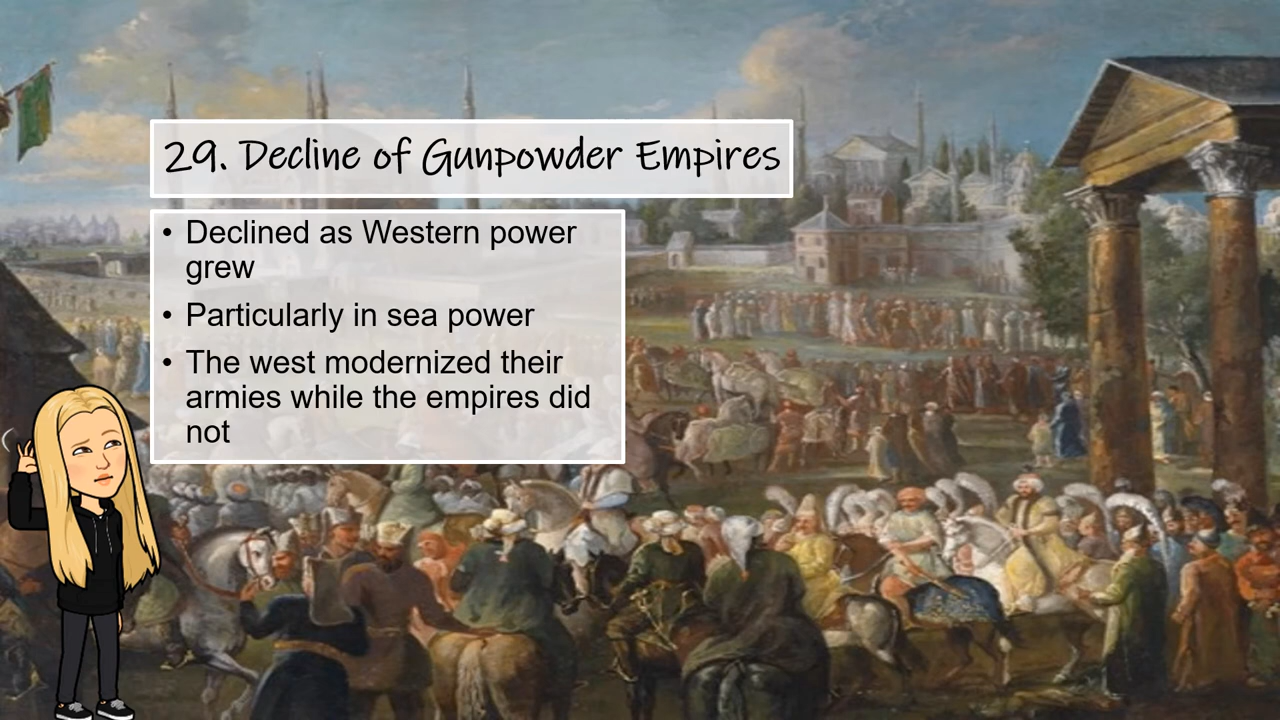 29. Decline of Gunpowder Empires
• Declined as Western power
grew
• Particularly in sea power
• The west modernized their
armies while the empires did
not